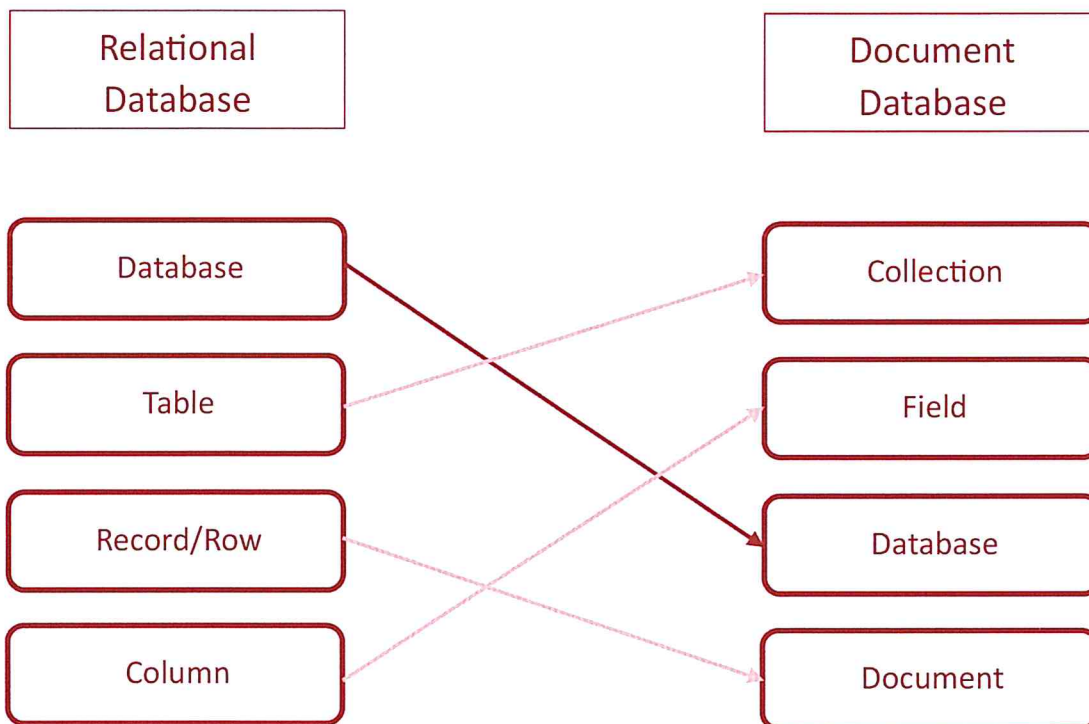 Relational
Database
Document
Database
Database
Collection
Table
Field
Record/Row
Database
Column
Document